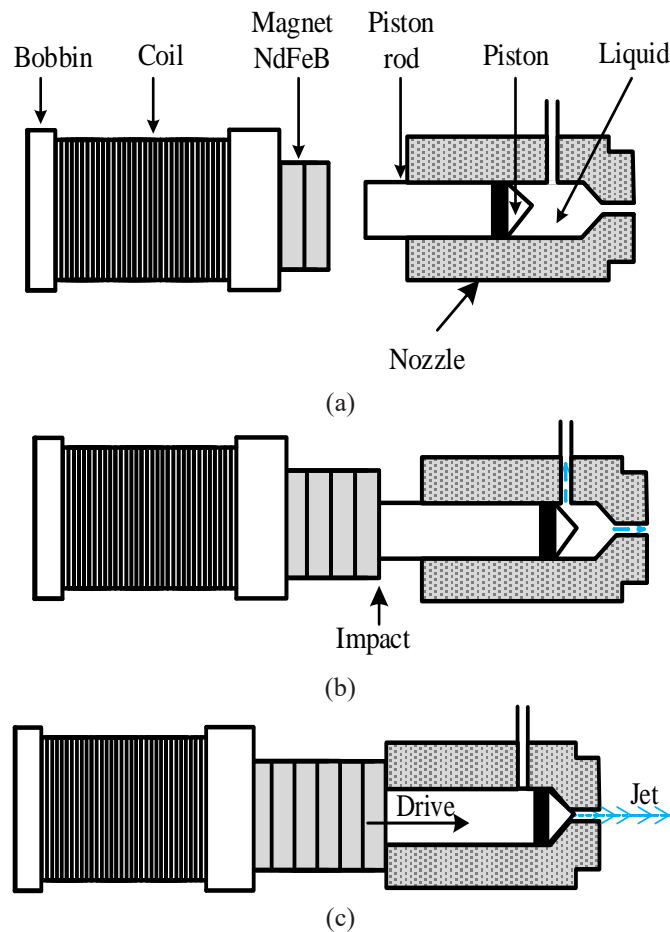 Magnet Piston
Bobbin Coil NdFeB rod Piston Liquid
Nozzle
(a)
Impact
(b)
Drive Jet
(c)